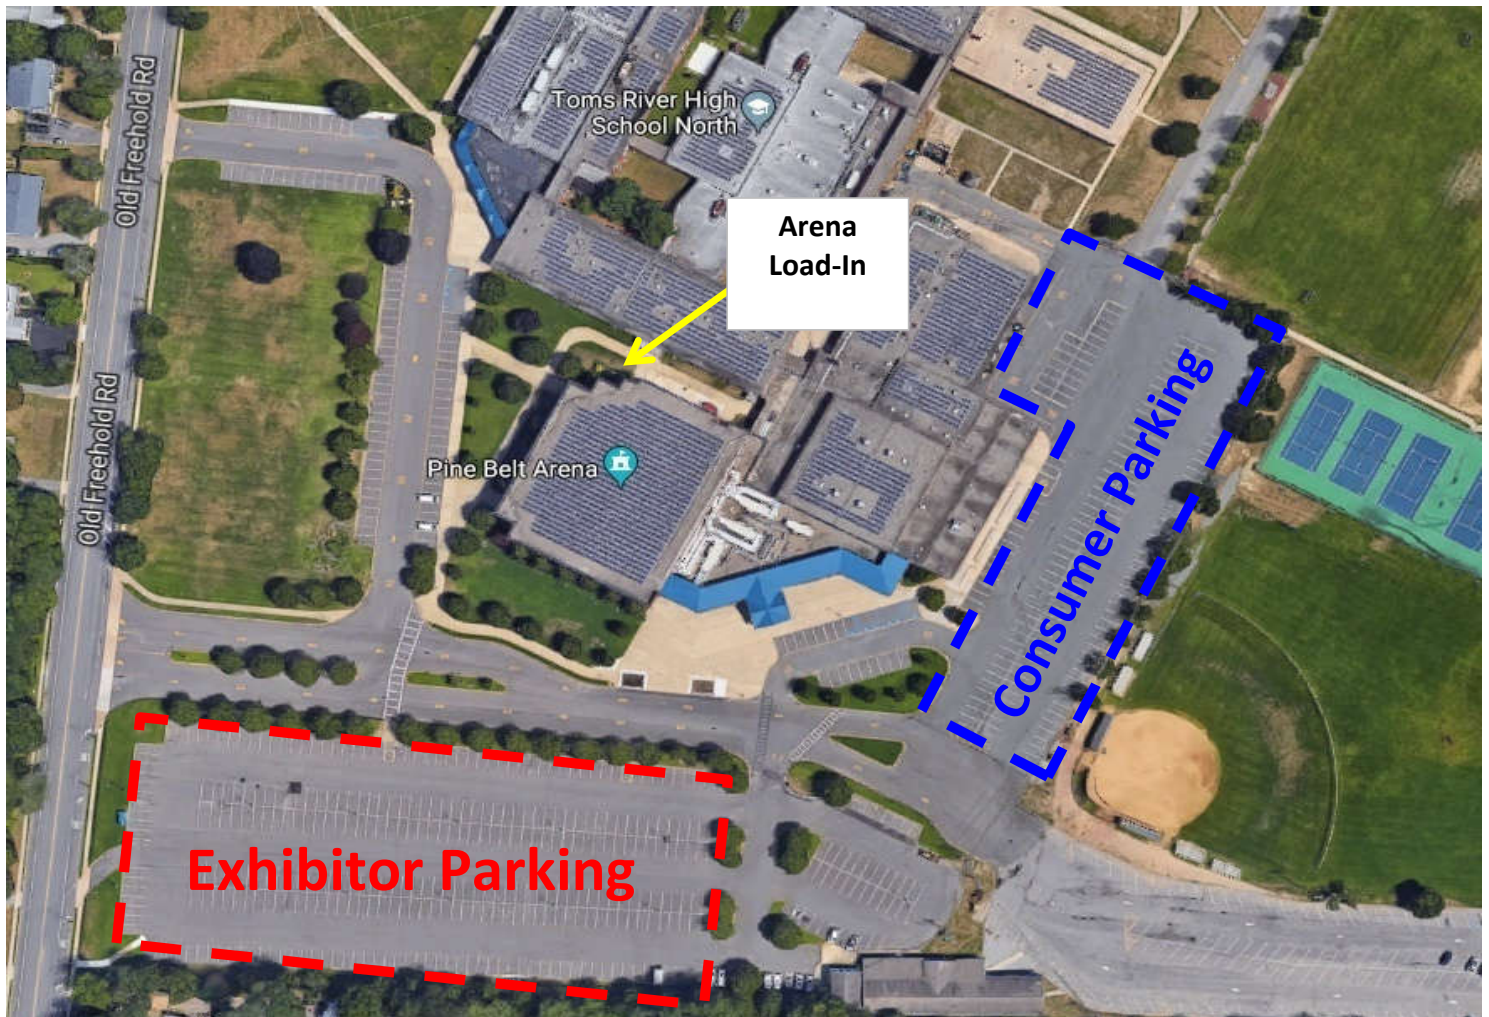 Old Freehold Rd
Toms River High
School North
Arena
Load-In
Old Freehold Rd
Pine Belt Arena
Consumer Parking
Exhibitor Parking